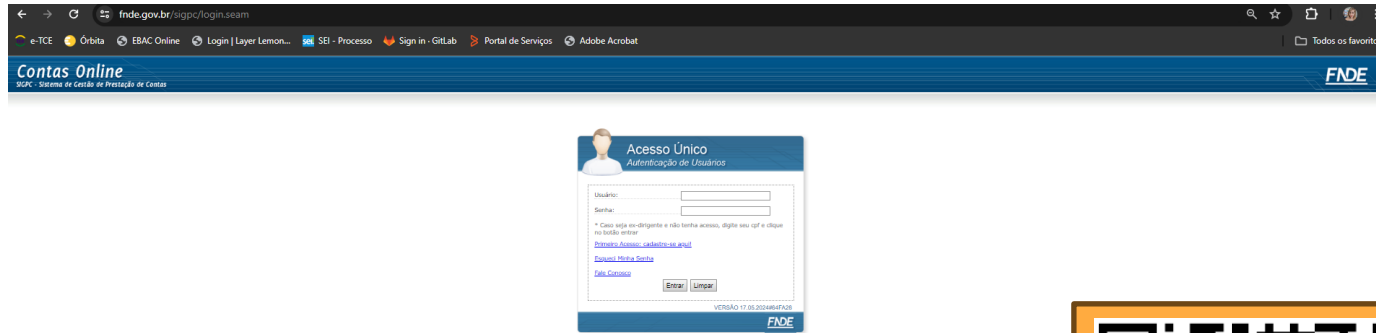 fnde.gov.br/sigpc/login.seam
e-TCE Órbita EBAC Online Login | Layer Lemon... sei. SEI - Processo Sign in · GitLab Portal de Serviços Adobe Acrobat Todos os favorito
Contas Online
SIGPC - Sistema de Gestão de Prestação de Contas
FNDE
Acesso Único
Autenticação de Usuários
Usuário:
Senha:
* Caso seja ex-dirigente e não tenha acesso, digite seu cpf e clique
no botão entrar
Primeiro Acesso: cadastre-se aqui!
Esqueci Minha Senha
Fale Conosco
Entrar Limpar
VERSÃO 17.05.2024#84FA28
FNDE